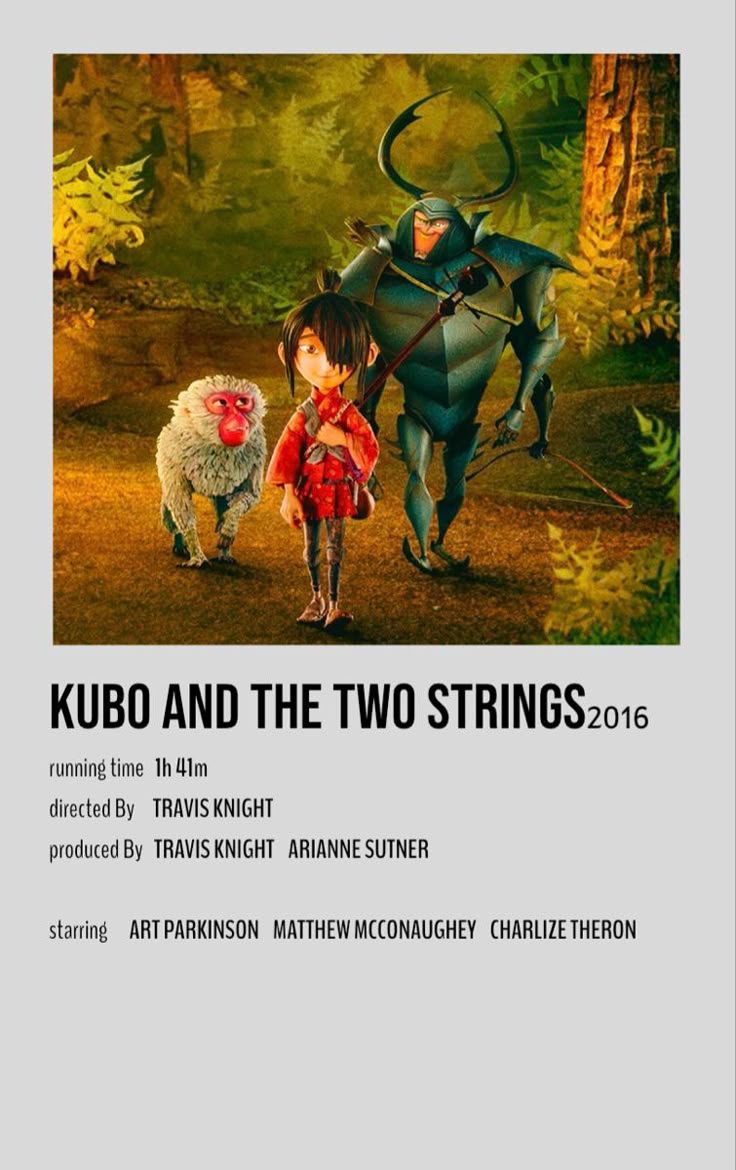 KUBO AND THE TWO STRINGS2016
running time 1h 41m
directed By TRAVIS KNIGHT
produced By TRAVIS KNIGHT ARIANNE SUTNER
starring ART PARKINSON MATTHEW MCCONAUGHEY CHARLIZE THERON